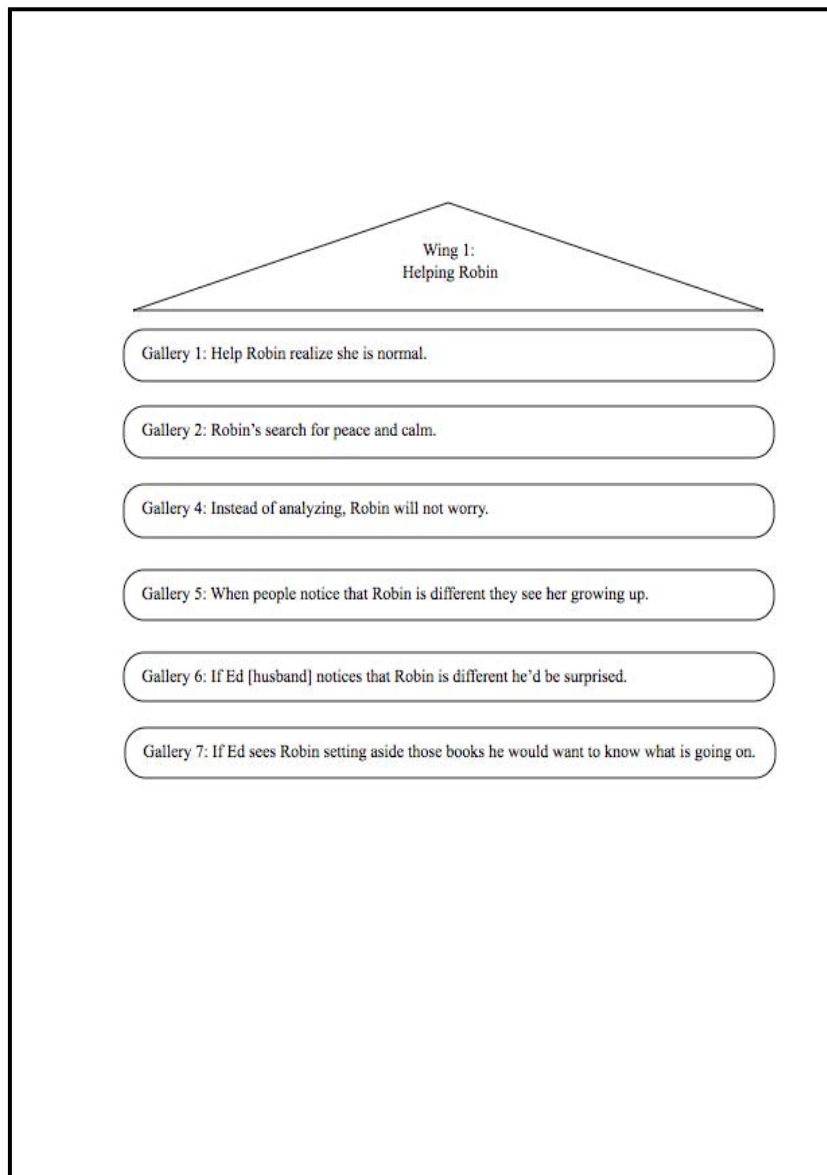 Wing 1:
Helping Robin
Gallery 1: Help Robin realize she is normal.
Gallery 2: Robin’s search for peace and calm.
Gallery 4: Instead of analyzing, Robin will not worry.
Gallery 5: When people notice that Robin is different they see her growing up.
Gallery 6: If Ed [husband] notices that Robin is different he’d be surprised.
Gallery 7: If Ed sees Robin setting aside those books he would want to know what is going on.